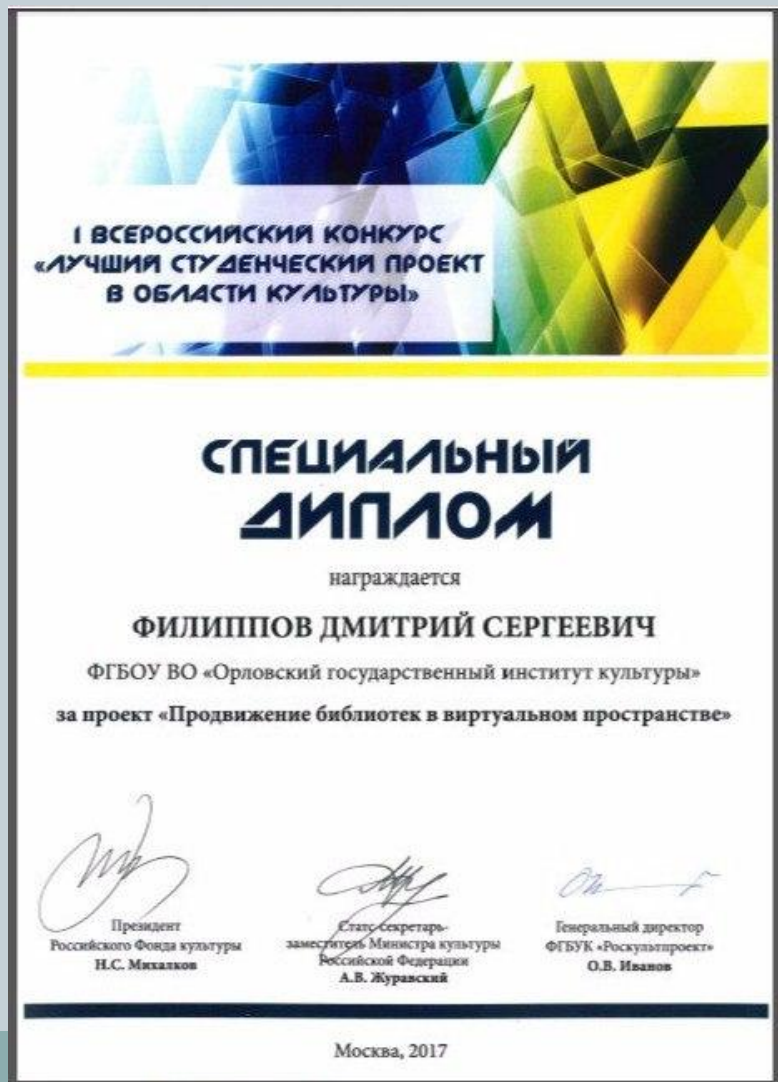 I ВСЕРОССИЙСКИЙ КОНКУРС
«ЛУЧШИЙ СТУДЕНЧЕСКИЙ ПРОЕКТ
В ОБЛАСТИ КУЛЬТУРЫ»
СПЕЦИАЛЬНЫЙ
ДИПЛОМ
награждается
ФИЛИППОВ ДМИТРИЙ СЕРГЕЕВИЧ
ФГБОУ ВО «Орловский государственный институт культуры»
за проект «Продвижение библиотек в виртуальном пространстве»
Президент
Российского Фонда культуры
Н.С. Михалков
Статс-секретарь-
заместитель Министра культуры
Российской Федерации
А.В. Журавский
Генеральный директор
ФГБУК «Роскультпроект»
О.В. Иванов
Москва, 2017